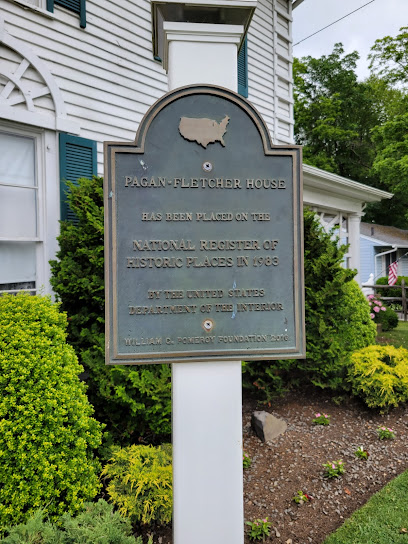 PAGAN-FLETCHER HOUSE
HAS BEEN PLACED ON THE
NATIONAL REGISTER OF
HISTORIC PLACES IN 1983
BY THE UNITED STATES
DEPARTMENT OF THE INTERIOR
WILLIAM G. POMEROY FOUNDATION 2016